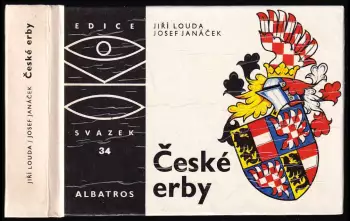 JIŘÍ LOUDA / JOSEF JANÁČEK České erby
EDICE
SVAZEK
34
ALBATROS
JIŘÍ LOUDA
JOSEF JANÁČEK
České
erby